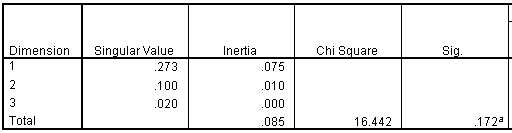 Dimension Singular Value Inertia Chi Square Sig.
1 .273 .075
2 .100 .010
3 .020 .000
Total .085 16.442 .172ª